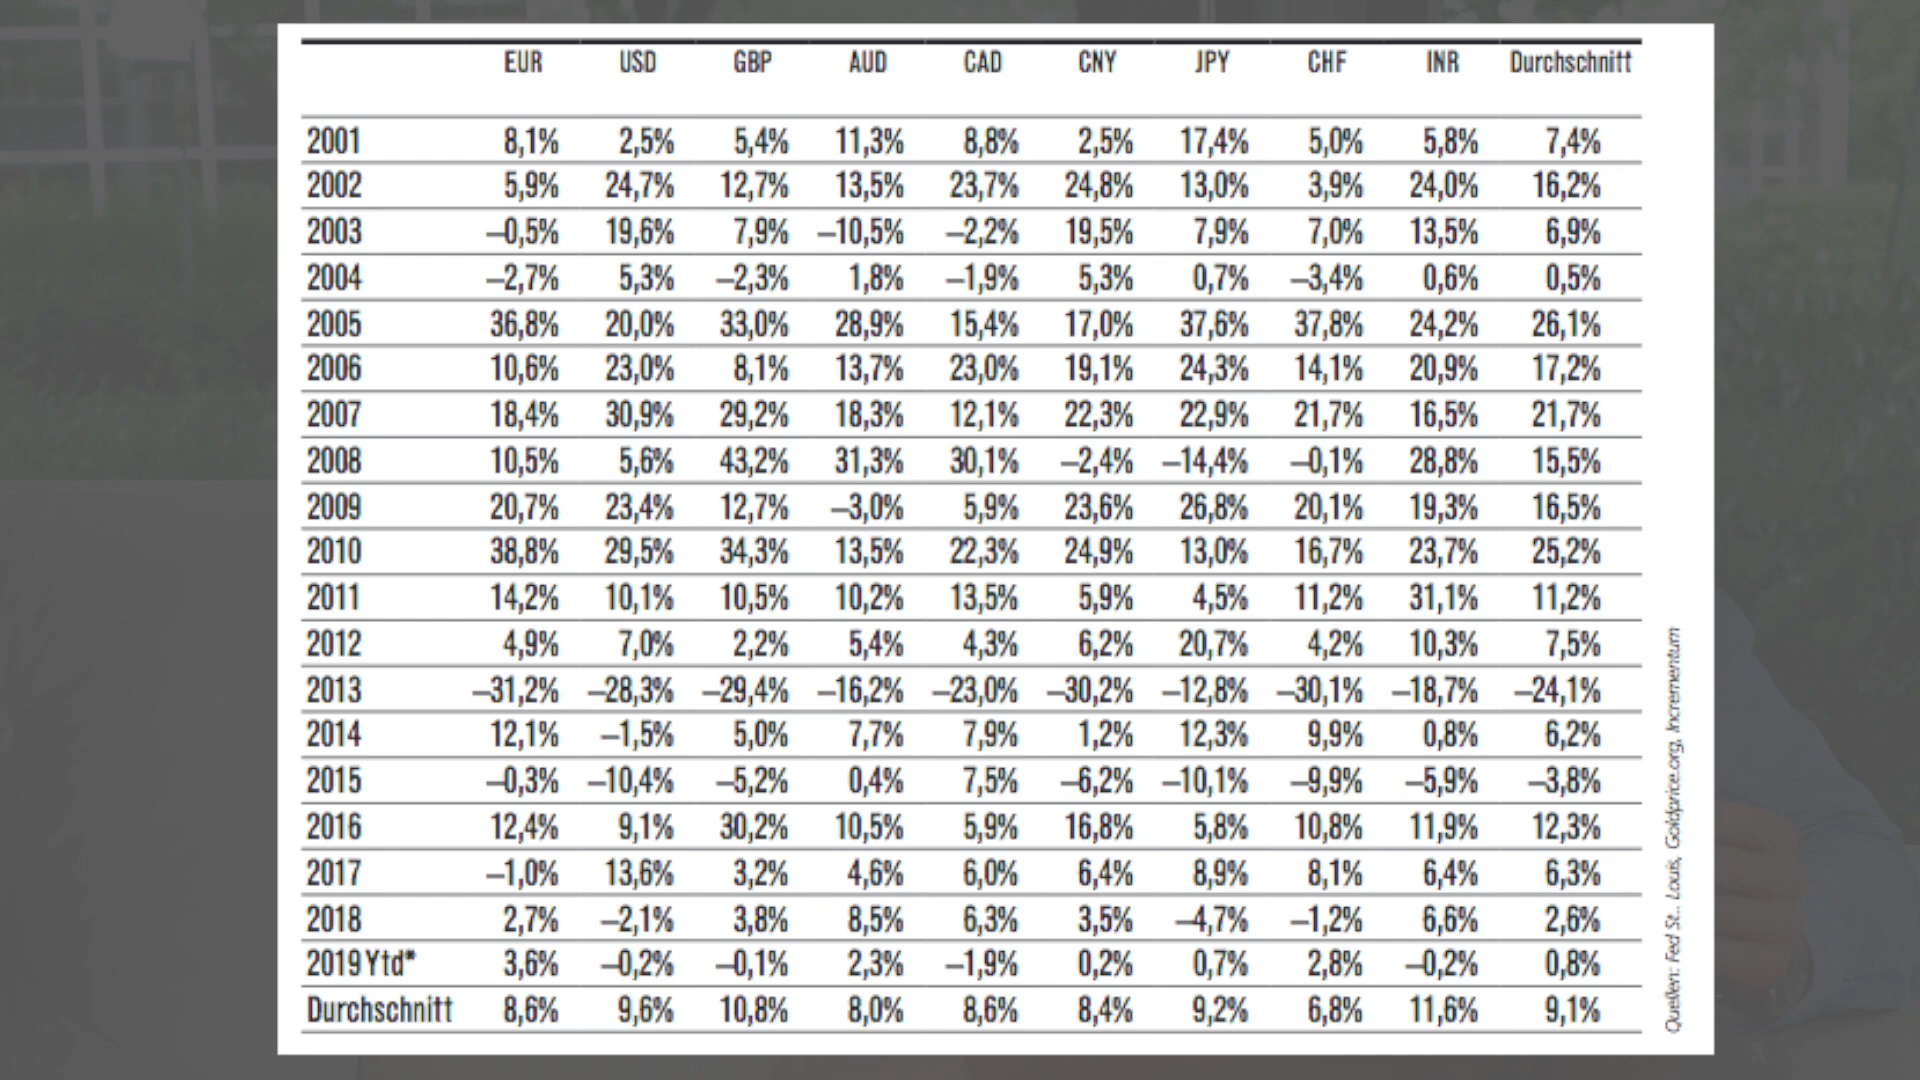 EUR USD GBP AUD CAD CNY JPY CHF INR Durchschnitt
2001 8,1% 2,5% 5,4% 11,3% 8,8% 2,5% 17,4% 5,0% 5,8% 7,4%
2002 5,9% 24,7% 12,7% 13,5% 23,7% 24,8% 13,0% 3,9% 24,0% 16,2%
2003 –0,5% 19,6% 7,9% –10,5% –2,2% 19,5% 7,9% 7,0% 13,5% 6,9%
2004 –2,7% 5,3% –2,3% 1,8% –1,9% 5,3% 0,7% –3,4% 0,6% 0,5%
2005 36,8% 20,0% 33,0% 28,9% 15,4% 17,0% 37,6% 37,8% 24,2% 26,1%
2006 10,6% 23,0% 8,1% 13,7% 23,0% 19,1% 24,3% 14,1% 20,9% 17,2%
2007 18,4% 30,9% 29,2% 18,3% 12,1% 22,3% 22,9% 21,7% 16,5% 21,7%
2008 10,5% 5,6% 43,2% 31,3% 30,1% –2,4% –14,4% –0,1% 28,8% 15,5%
2009 20,7% 23,4% 12,7% –3,0% 5,9% 23,6% 26,8% 20,1% 19,3% 16,5%
2010 38,8% 29,5% 34,3% 13,5% 22,3% 24,9% 13,0% 16,7% 23,7% 25,2%
2011 14,2% 10,1% 10,5% 10,2% 13,5% 5,9% 4,5% 11,2% 31,1% 11,2%
2012 4,9% 7,0% 2,2% 5,4% 4,3% 6,2% 20,7% 4,2% 10,3% 7,5%
2013 –31,2% –28,3% –29,4% –16,2% –23,0% –30,2% –12,8% –30,1% –18,7% –24,1%
2014 12,1% –1,5% 5,0% 7,7% 7,9% 1,2% 12,3% 9,9% 0,8% 6,2%
2015 –0,3% –10,4% –5,2% 0,4% 7,5% –6,2% –10,1% –9,9% –5,9% –3,8%
2016 12,4% 9,1% 30,2% 10,5% 5,9% 16,8% 5,8% 10,8% 11,9% 12,3%
2017 –1,0% 13,6% 3,2% 4,6% 6,0% 6,4% 8,9% 8,1% 6,4% 6,3%
2018 2,7% –2,1% 3,8% 8,5% 6,3% 3,5% –4,7% –1,2% 6,6% 2,6%
2019 Ytd* 3,6% –0,2% –0,1% 2,3% –1,9% 0,2% 0,7% 2,8% –0,2% 0,8%
Durchschnitt 8,6% 9,6% 10,8% 8,0% 8,6% 8,4% 9,2% 6,8% 11,6% 9,1%
Quellen: Fed St.. Louis, Goldprice.org, Incrementum